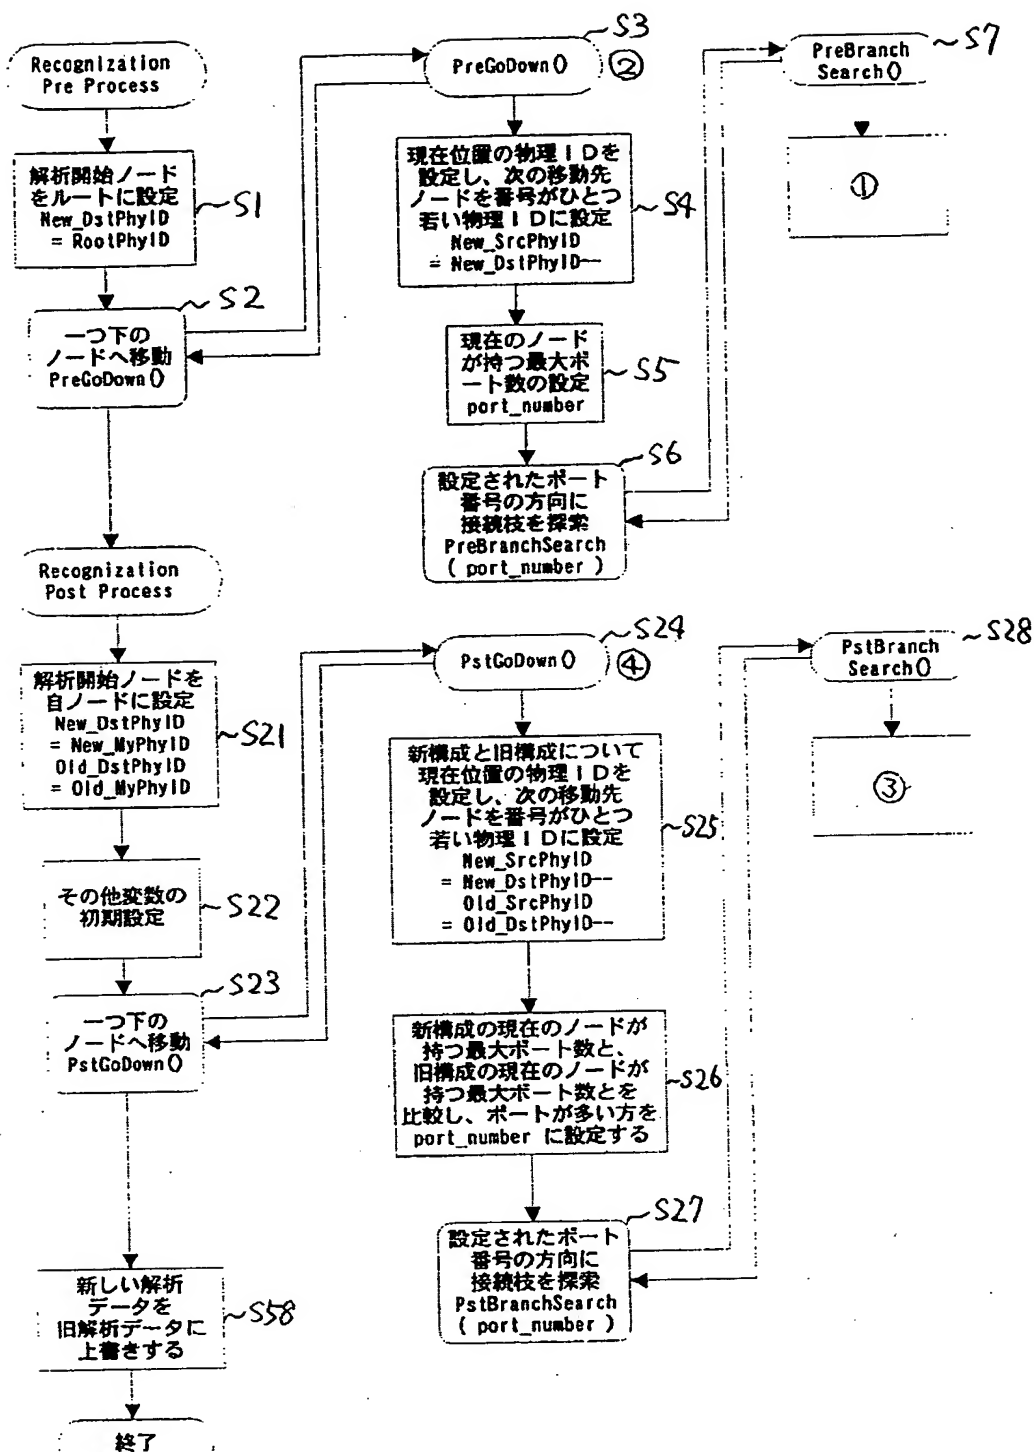 Recognization
Pre Process
解析開始ノード
をルートに設定
New_DstPhyID
= RootPhyID
~S1
~S2
一つ下の
ノードへ移動
PreGoDown()
~S3
PreGoDown()
②
現在位置の物理IDを
設定し、次の移動先
ノードを番号がひとつ
若い物理IDに設定
New_SrcPhyID
= New_DstPhyID--
~S4
現在のノード
が持つ最大ポ
ート数の設定
port_number
~S5
~S6
設定されたポート
番号の方向に
接続枝を探索
PreBranchSearch
( port_number )
~S7
PreBranch
Search()
①
Recognization
Post Process
解析開始ノードを
自ノードに設定
New_DstPhyID
= New_MyPhyID
Old_DstPhyID
= Old_MyPhyID
~S21
その他変数の
初期設定
~S22
~S23
一つ下の
ノードへ移動
PstGoDown()
~S24
PstGoDown()
④
新構成と旧構成について
現在位置の物理IDを
設定し、次の移動先
ノードを番号がひとつ
若い物理IDに設定
New_SrcPhyID
= New_DstPhyID--
Old_SrcPhyID
= Old_DstPhyID--
~S25
新構成の現在のノードが
持つ最大ポート数と、
旧構成の現在のノードが
持つ最大ポート数とを
比較し、ポートが多い方を
port_number に設定する
~S26
~S27
設定されたポート
番号の方向に
接続枝を探索
PstBranchSearch
( port_number )
~S28
PstBranch
Search()
③
新しい解析
データを
旧解析データに
上書きする
~S58
終了